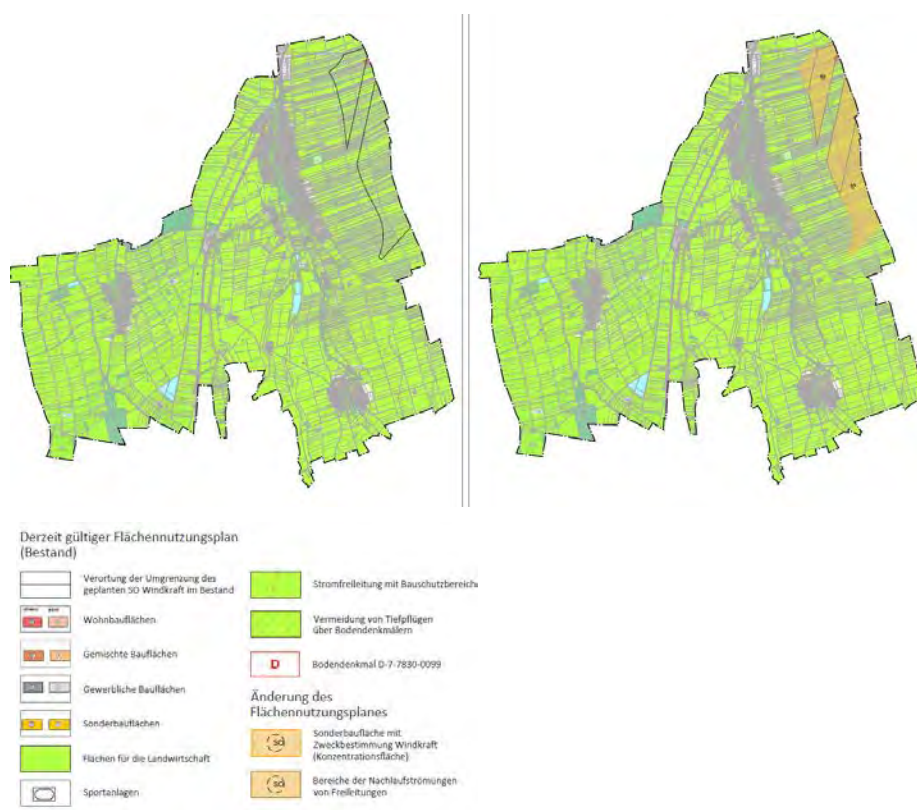 Derzeit gültiger Flächennutzungsplan
(Bestand)
Verortung der Umgrenzung des
geplanten SO Windkraft im Bestand
Wohnbauflächen
Gemischte Bauflächen
Gewerbliche Bauflächen
Sonderbauflächen
Flächen für die Landwirtschaft
Sportanlagen
Stromfreileitung mit Bauschutzbereich
Vermeidung von Tiefpflügen
über Bodendenkmälern
D
Bodendenkmal D-7-7830-0099
Änderung des
Flächennutzungsplanes
Sonderbaufläche mit
Zweckbestimmung Windkraft
(Konzentrationsfläche)
Bereiche der Nachlaufströmungen
von Freileitungen